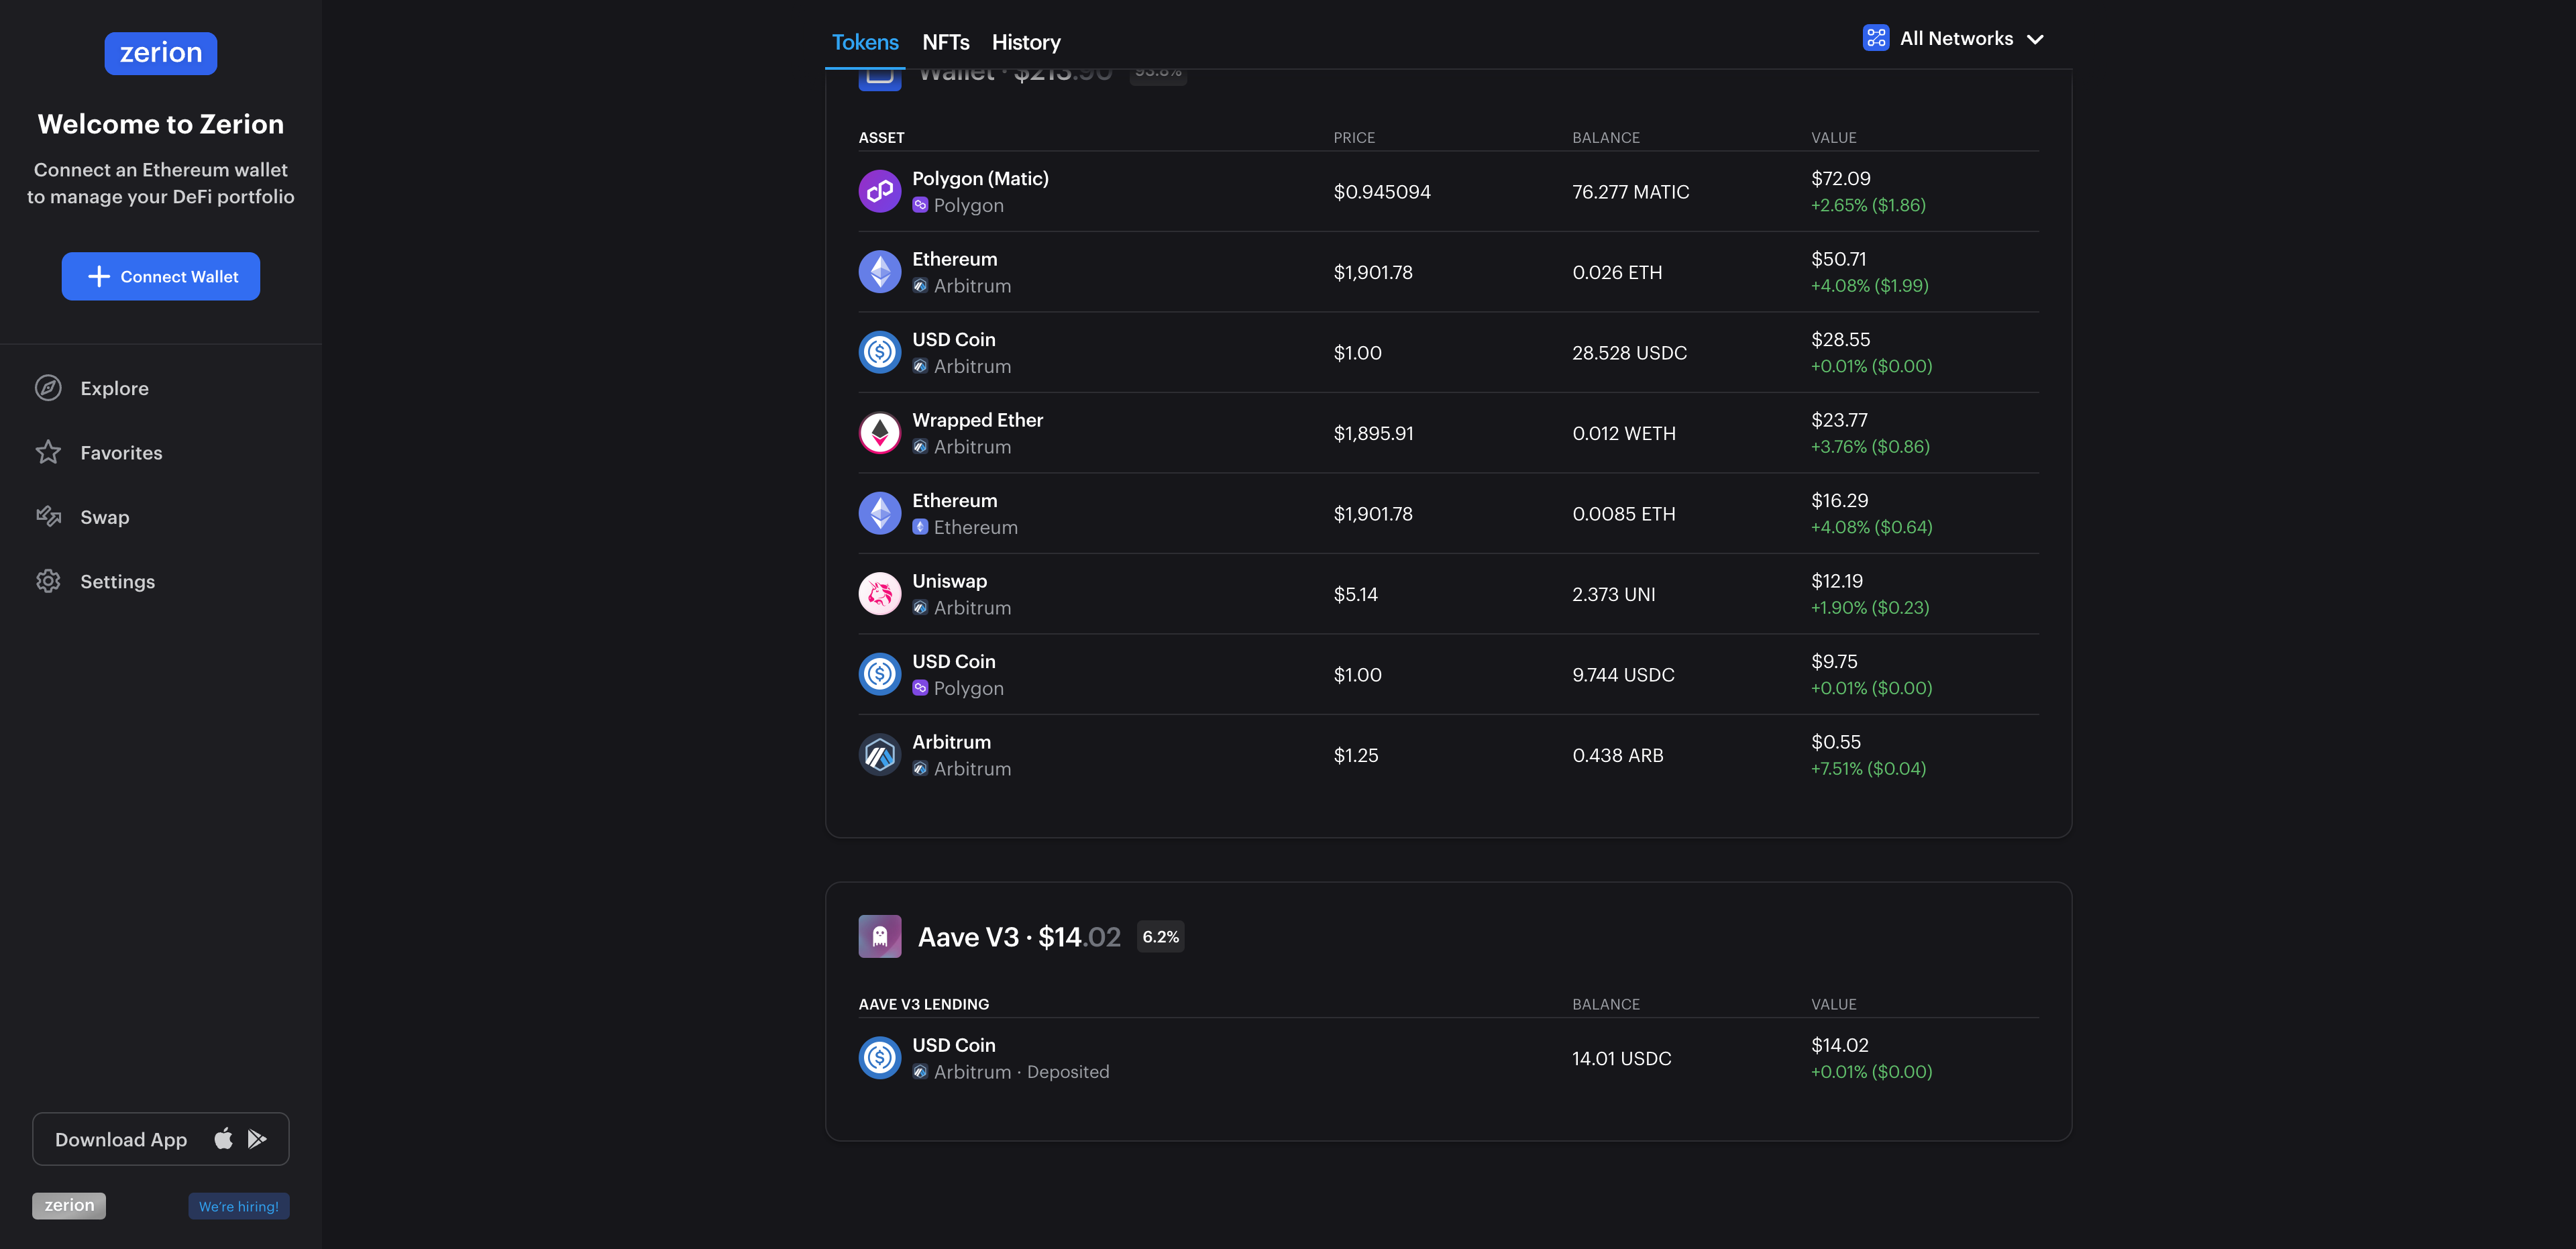 zerion
Welcome to Zerion
Connect an Ethereum wallet
to manage your DeFi portfolio
Connect Wallet
Explore
Favorites
Swap
Settings
Download App
zerion
We're hiring!
Tokens NFTs History
All Networks
Wallet · $213.90 93.8%
ASSET PRICE BALANCE VALUE
Polygon (Matic)
Polygon
$0.945094
76.277 MATIC
$72.09
+2.65% ($1.86)
Ethereum
Arbitrum
$1,901.78
0.026 ETH
$50.71
+4.08% ($1.99)
USD Coin
Arbitrum
$1.00
28.528 USDC
$28.55
+0.01% ($0.00)
Wrapped Ether
Arbitrum
$1,895.91
0.012 WETH
$23.77
+3.76% ($0.86)
Ethereum
Ethereum
$1,901.78
0.0085 ETH
$16.29
+4.08% ($0.64)
Uniswap
Arbitrum
$5.14
2.373 UNI
$12.19
+1.90% ($0.23)
USD Coin
Polygon
$1.00
9.744 USDC
$9.75
+0.01% ($0.00)
Arbitrum
Arbitrum
$1.25
0.438 ARB
$0.55
+7.51% ($0.04)
Aave V3 · $14.02 6.2%
AAVE V3 LENDING BALANCE VALUE
USD Coin
Arbitrum · Deposited
14.01 USDC
$14.02
+0.01% ($0.00)